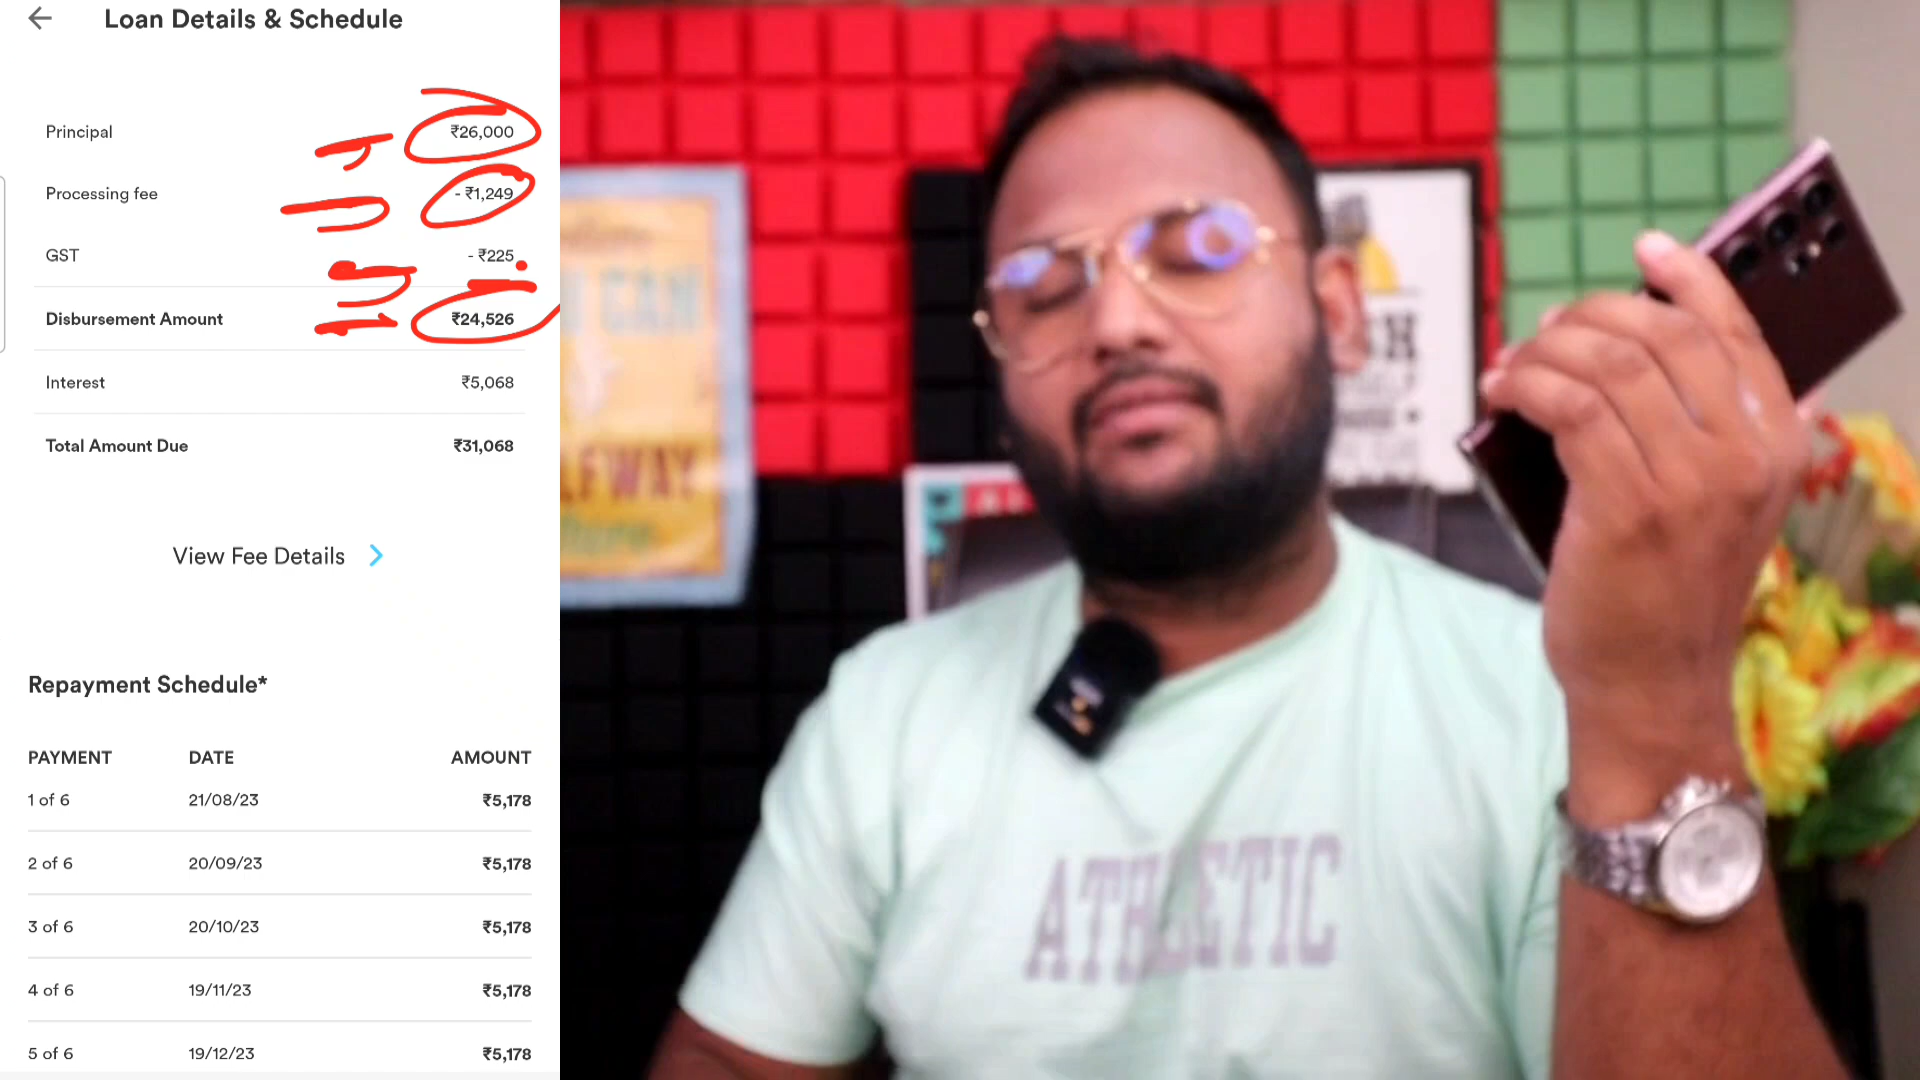 Loan Details & Schedule
Principal ₹26,000
Processing fee - ₹1,249
GST - ₹225
Disbursement Amount ₹24,526
Interest ₹5,068
Total Amount Due ₹31,068
View Fee Details
Repayment Schedule*
PAYMENT DATE AMOUNT
1 of 6 21/08/23 ₹5,178
2 of 6 20/09/23 ₹5,178
3 of 6 20/10/23 ₹5,178
4 of 6 19/11/23 ₹5,178
5 of 6 19/12/23 ₹5,178
CAN
LFWAY
ATHLETIC